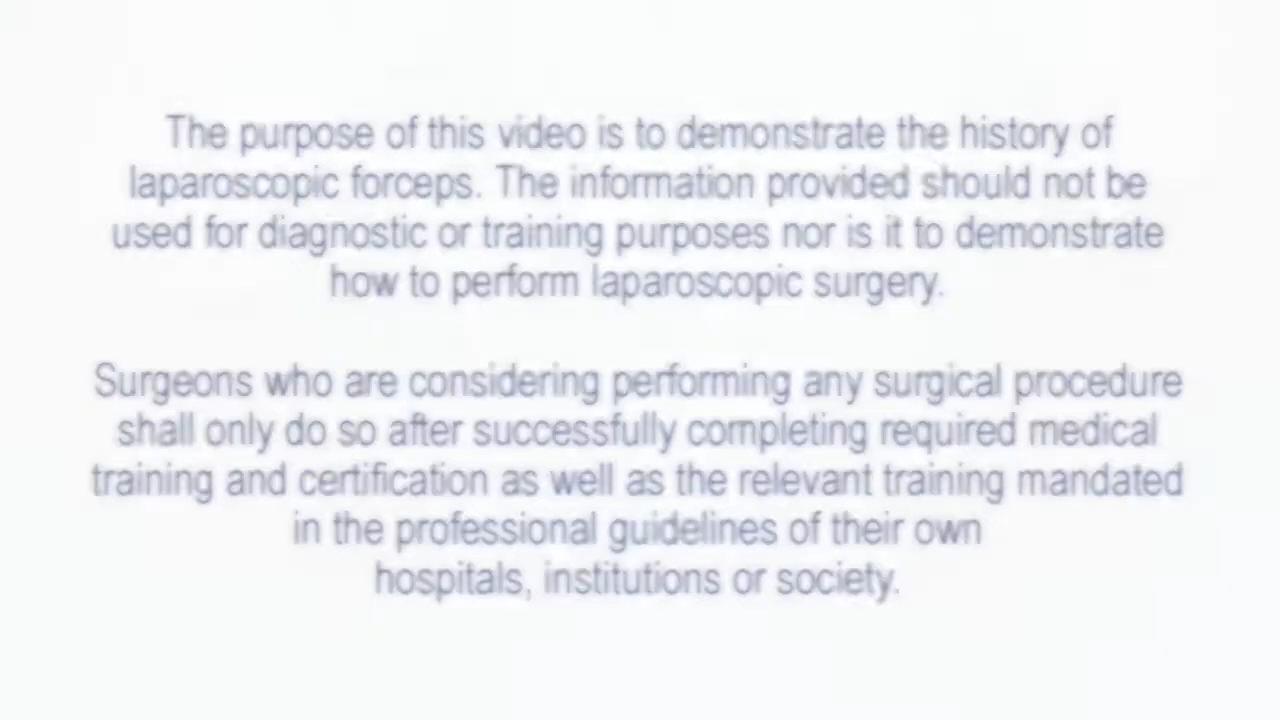 The purpose of this video is to demonstrate the history of
laparoscopic forceps. The information provided should not be
used for diagnostic or training purposes nor is it to demonstrate
how to perform laparoscopic surgery.
Surgeons who are considering performing any surgical procedure
shall only do so after successfully completing required medical
training and certification as well as the relevant training mandated
in the professional guidelines of their own
hospitals, institutions or society.